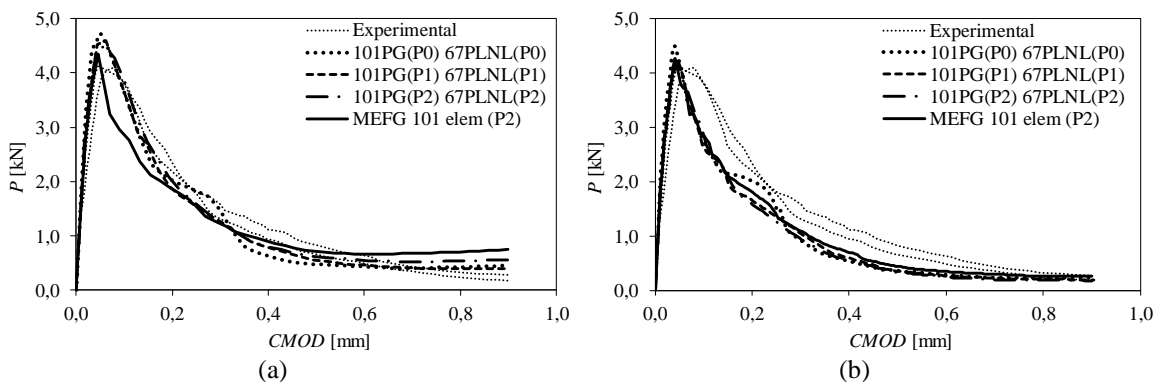 5,0
4,0
3,0
2,0
1,0
0,0
P [kN]
0,0 0,2 0,4 0,6 0,8 1,0
CMOD [mm]
Experimental
101PG(P0) 67PLNL(P0)
101PG(P1) 67PLNL(P1)
101PG(P2) 67PLNL(P2)
MEFG 101 elem (P2)
(a)
5,0
4,0
3,0
2,0
1,0
0,0
P [kN]
0,0 0,2 0,4 0,6 0,8 1,0
CMOD [mm]
Experimental
101PG(P0) 67PLNL(P0)
101PG(P1) 67PLNL(P1)
101PG(P2) 67PLNL(P2)
MEFG 101 elem (P2)
(b)